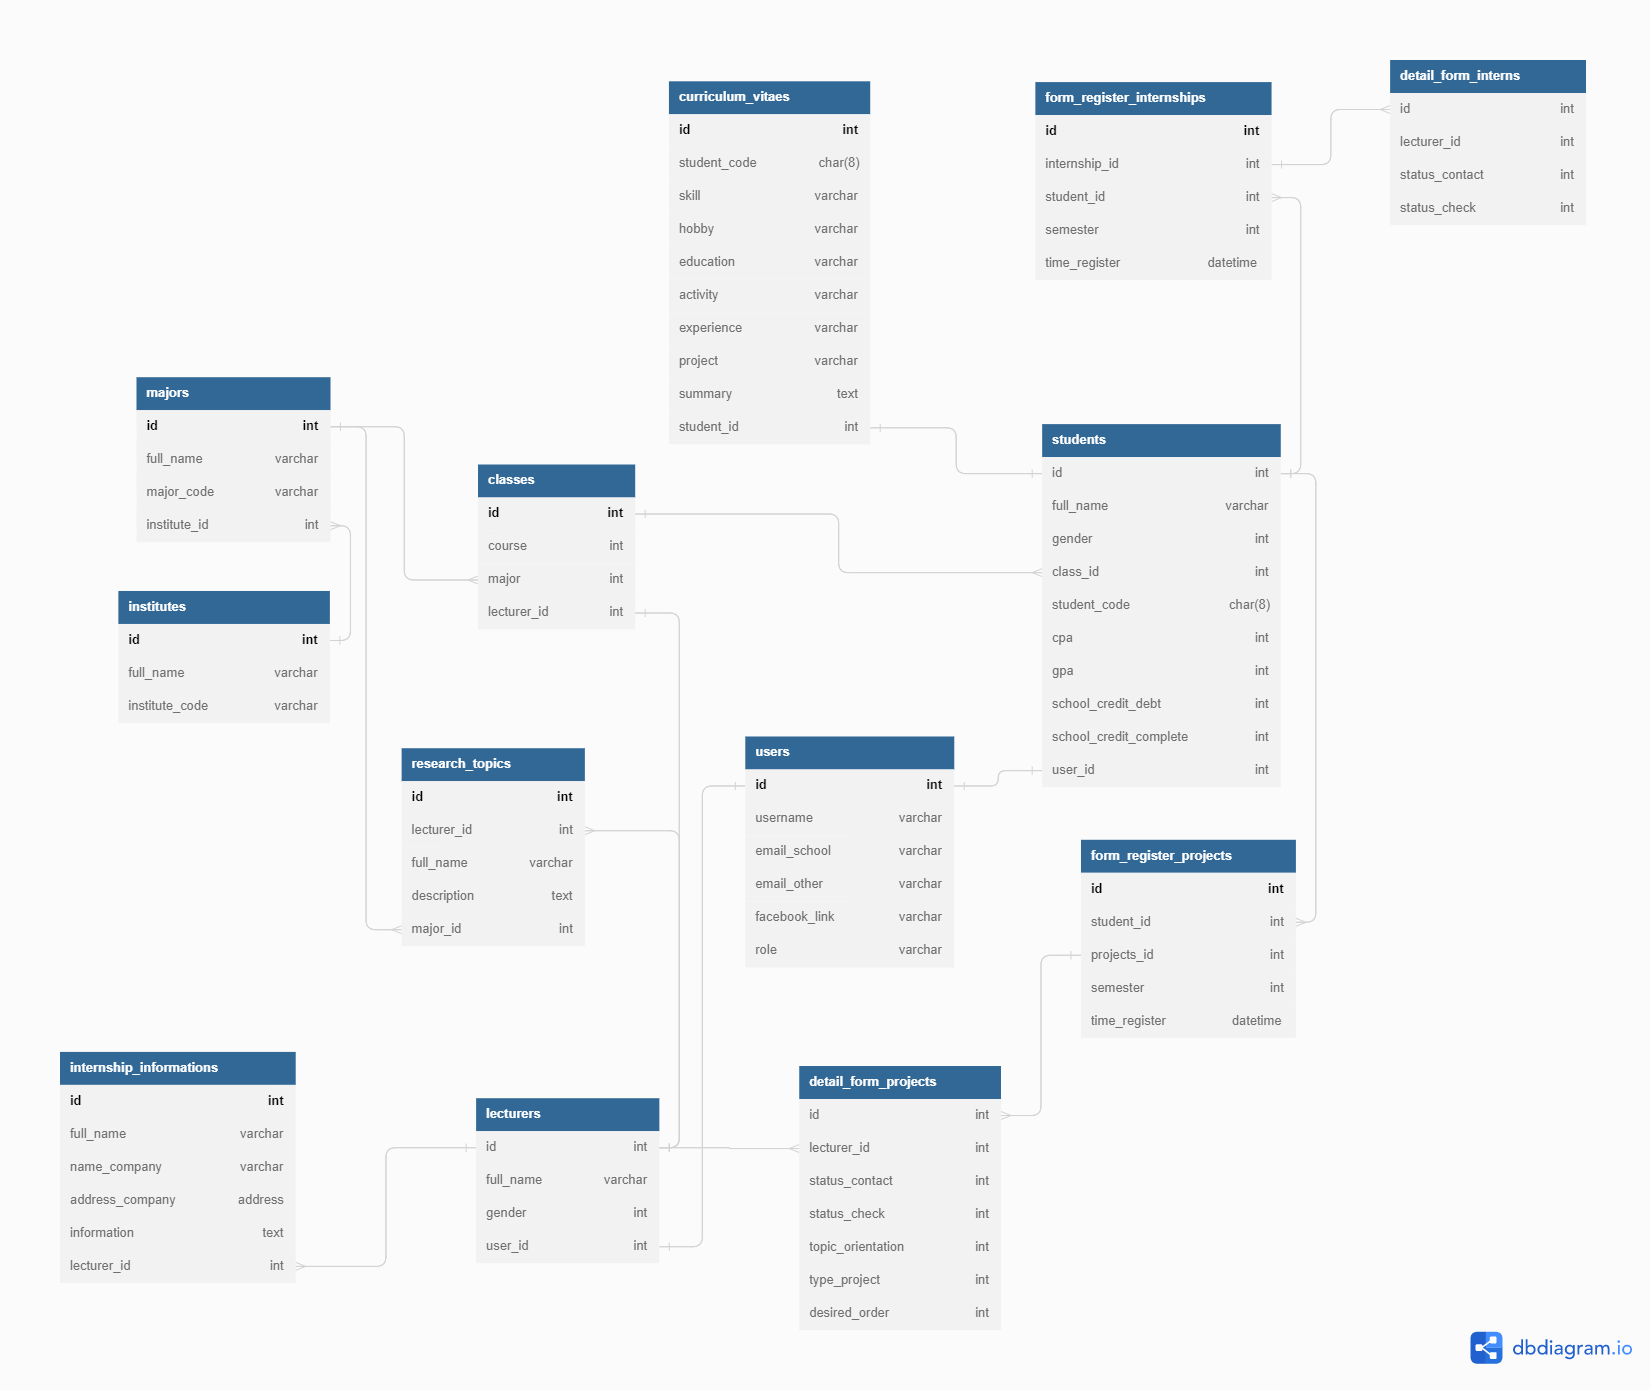 detail_form_interns
id int
lecturer_id int
status_contact int
status_check int
curriculum_vitaes
id int
student_code char(8)
skill varchar
hobby varchar
education varchar
activity varchar
experience varchar
project varchar
summary text
student_id int
form_register_internships
id int
internship_id int
student_id int
semester int
time_register datetime
majors
id int
full_name varchar
major_code varchar
institute_id int
students
id int
full_name varchar
gender int
class_id int
student_code char(8)
cpa int
gpa int
school_credit_debt int
school_credit_complete int
user_id int
classes
id int
course int
major int
lecturer_id int
institutes
id int
full_name varchar
institute_code varchar
research_topics
id int
lecturer_id int
full_name varchar
description text
major_id int
users
id int
username varchar
email_school varchar
email_other varchar
facebook_link varchar
role varchar
form_register_projects
id int
student_id int
projects_id int
semester int
time_register datetime
internship_informations
id int
full_name varchar
name_company varchar
address_company address
information text
lecturer_id int
lecturers
id int
full_name varchar
gender int
user_id int
detail_form_projects
id int
lecturer_id int
status_contact int
status_check int
topic_orientation int
type_project int
desired_order int
dbdiagram.io